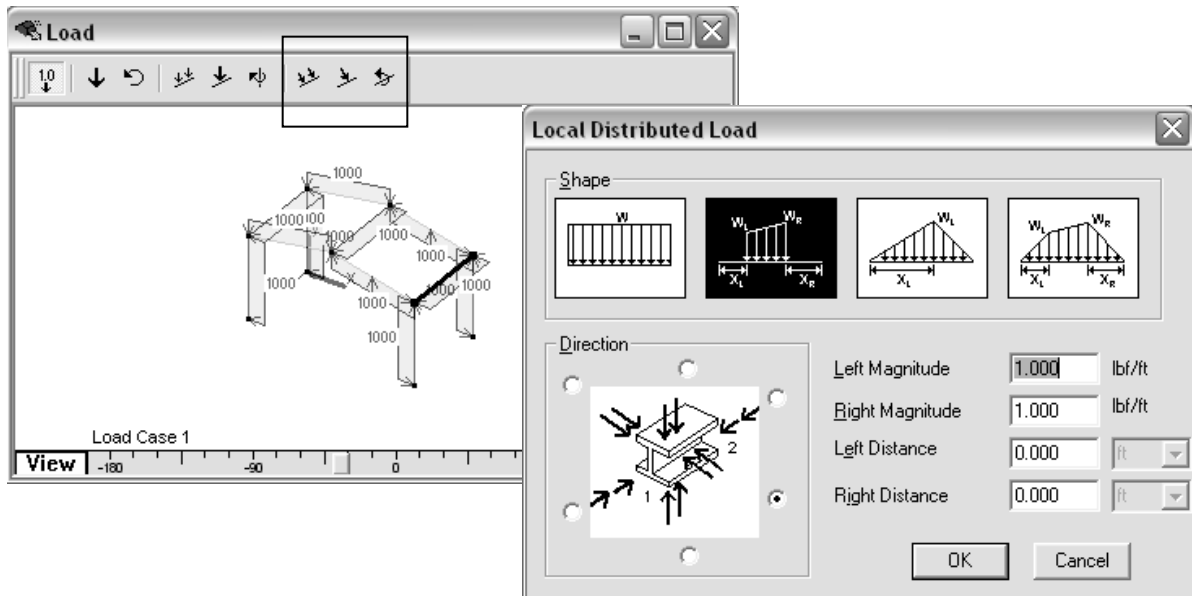 Load
1.0
1000
1000
00
1000
1000
1000
1000
1000
1000
1000
1000
Load Case 1
View
-180
-90
0
Local Distributed Load
Shape
W
WL WR
XL XR
WL
XL
WL WR
XL XR
Direction
1
2
Left Magnitude 1.000 lbf/ft
Right Magnitude 1.000 lbf/ft
Left Distance 0.000 ft
Right Distance 0.000 ft
OK Cancel